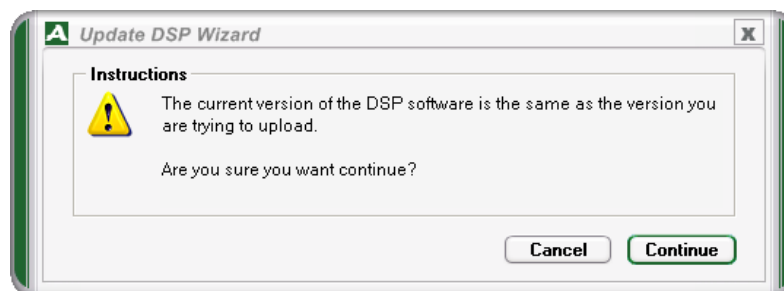 A Update DSP Wizard X
Instructions
The current version of the DSP software is the same as the version you
are trying to upload.
Are you sure you want continue?
Cancel Continue